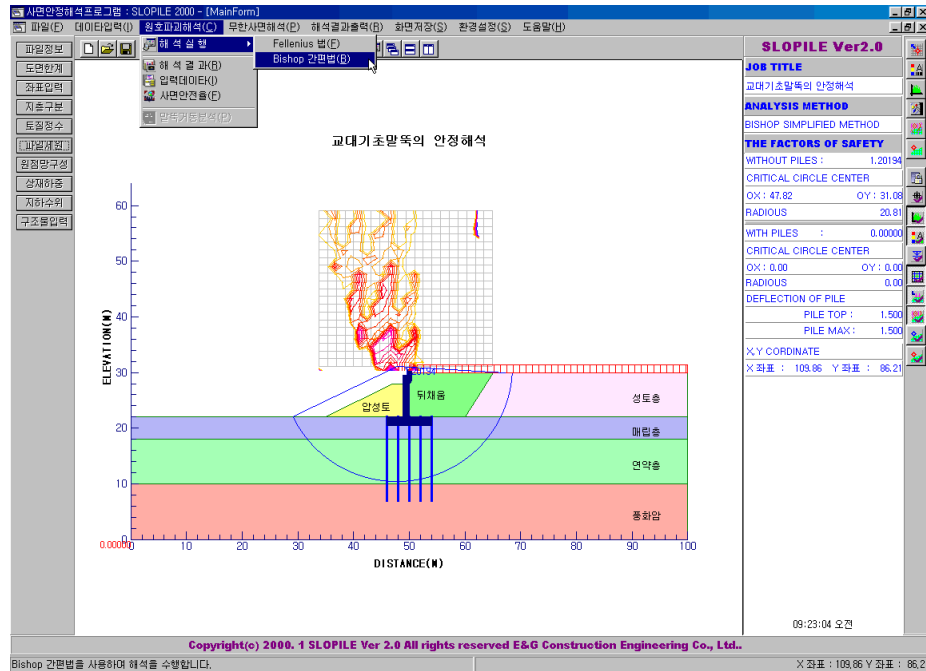 사면안정해석프로그램 : SLOPILE 2000 - [MainForm]
파일(F) 데이타입력(I) 원호파괴해석(C) 무한사면해석(P) 해석결과출력(R) 화면저장(S) 환경설정(S) 도움말(H)
해 석 실 행
Fellenius 법(F)
Bishop 간편법(B)
해 석 결 과(R)
입력데이타(I)
사면안전율(F)
말뚝거동분석(P)
파일정보
도면한계
좌표입력
지층구분
토질정수
파일제원
원점망구성
상재하중
지하수위
구조물입력
교대기초말뚝의 안정해석
ELEVATION(M)
60
50
40
30
20
10
0
0.00000
1.20194
압성토
뒤채움
성토층
매립층
연약층
풍화암
10 20 30 40 50 60 70 80 90 100
DISTANCE(M)
SLOPILE Ver2.0
JOB TITLE
교대기초말뚝의 안정해석
ANALYSIS METHOD
BISHOP SIMPLIFIED METHOD
THE FACTORS OF SAFETY
WITHOUT PILES : 1.20194
CRITICAL CIRCLE CENTER
OX : 47.82 OY : 31.08
RADIOUS 20.81
WITH PILES : 0.00000
CRITICAL CIRCLE CENTER
OX : 0.00 OY : 0.00
RADIOUS 0.00
DEFLECTION OF PILE
PILE TOP : 1.500
PILE MAX : 1.500
X,Y CORDINATE
X 좌표 : 109.86 Y 좌표 : 86.21
09:23:04 오전
Copyright(c) 2000. 1 SLOPILE Ver 2.0 All rights reserved E&G Construction Engineering Co., Ltd..
Bishop 간편법을 사용하며 해석을 수행합니다.
X 좌표 : 109,86 Y 좌표 : 86,2